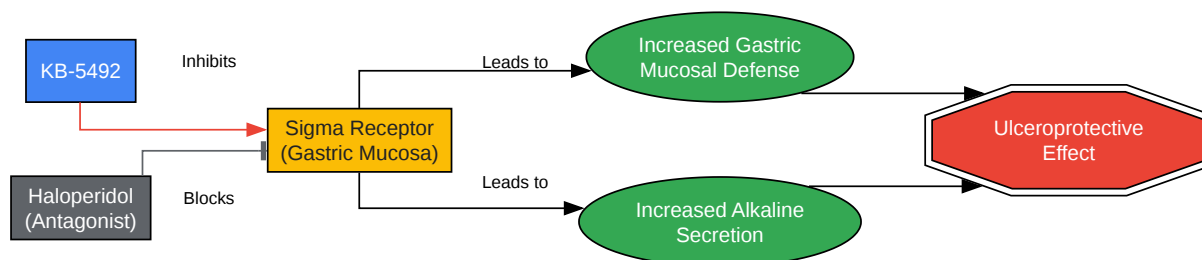 KB-5492
Inhibits
Haloperidol
(Antagonist)
Blocks
Sigma Receptor
(Gastric Mucosa)
Leads to
Leads to
Increased Gastric
Mucosal Defense
Increased Alkaline
Secretion
Ulceroprotective
Effect